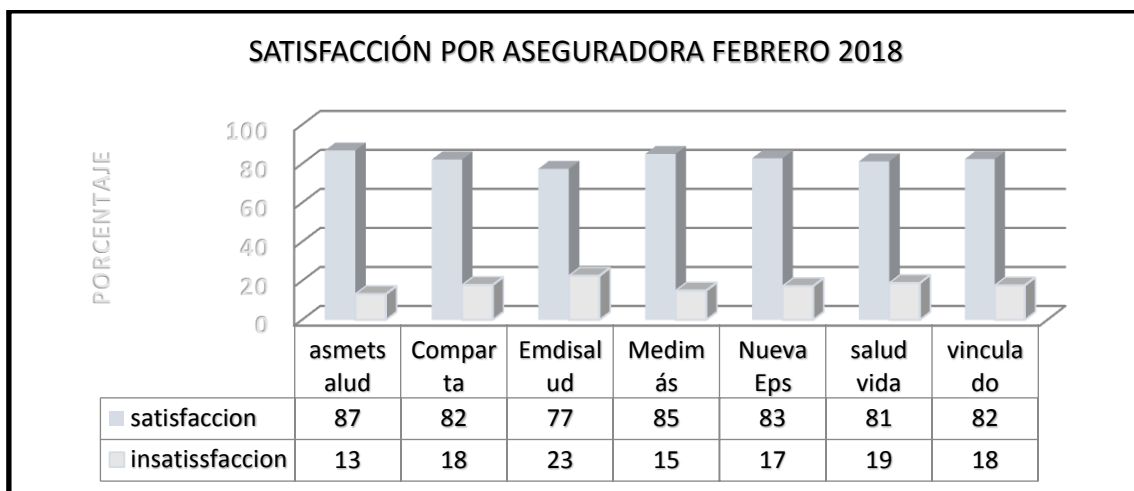 SATISFACCIÓN POR ASEGURADORA FEBRERO 2018
PORCENTAJE
100
80
60
40
20
0
asmets Compar Emdisal Medim Nueva salud vincula
alud ta ud ás Eps vida do
satisfaccion 87 82 77 85 83 81 82
insatissfaccion 13 18 23 15 17 19 18